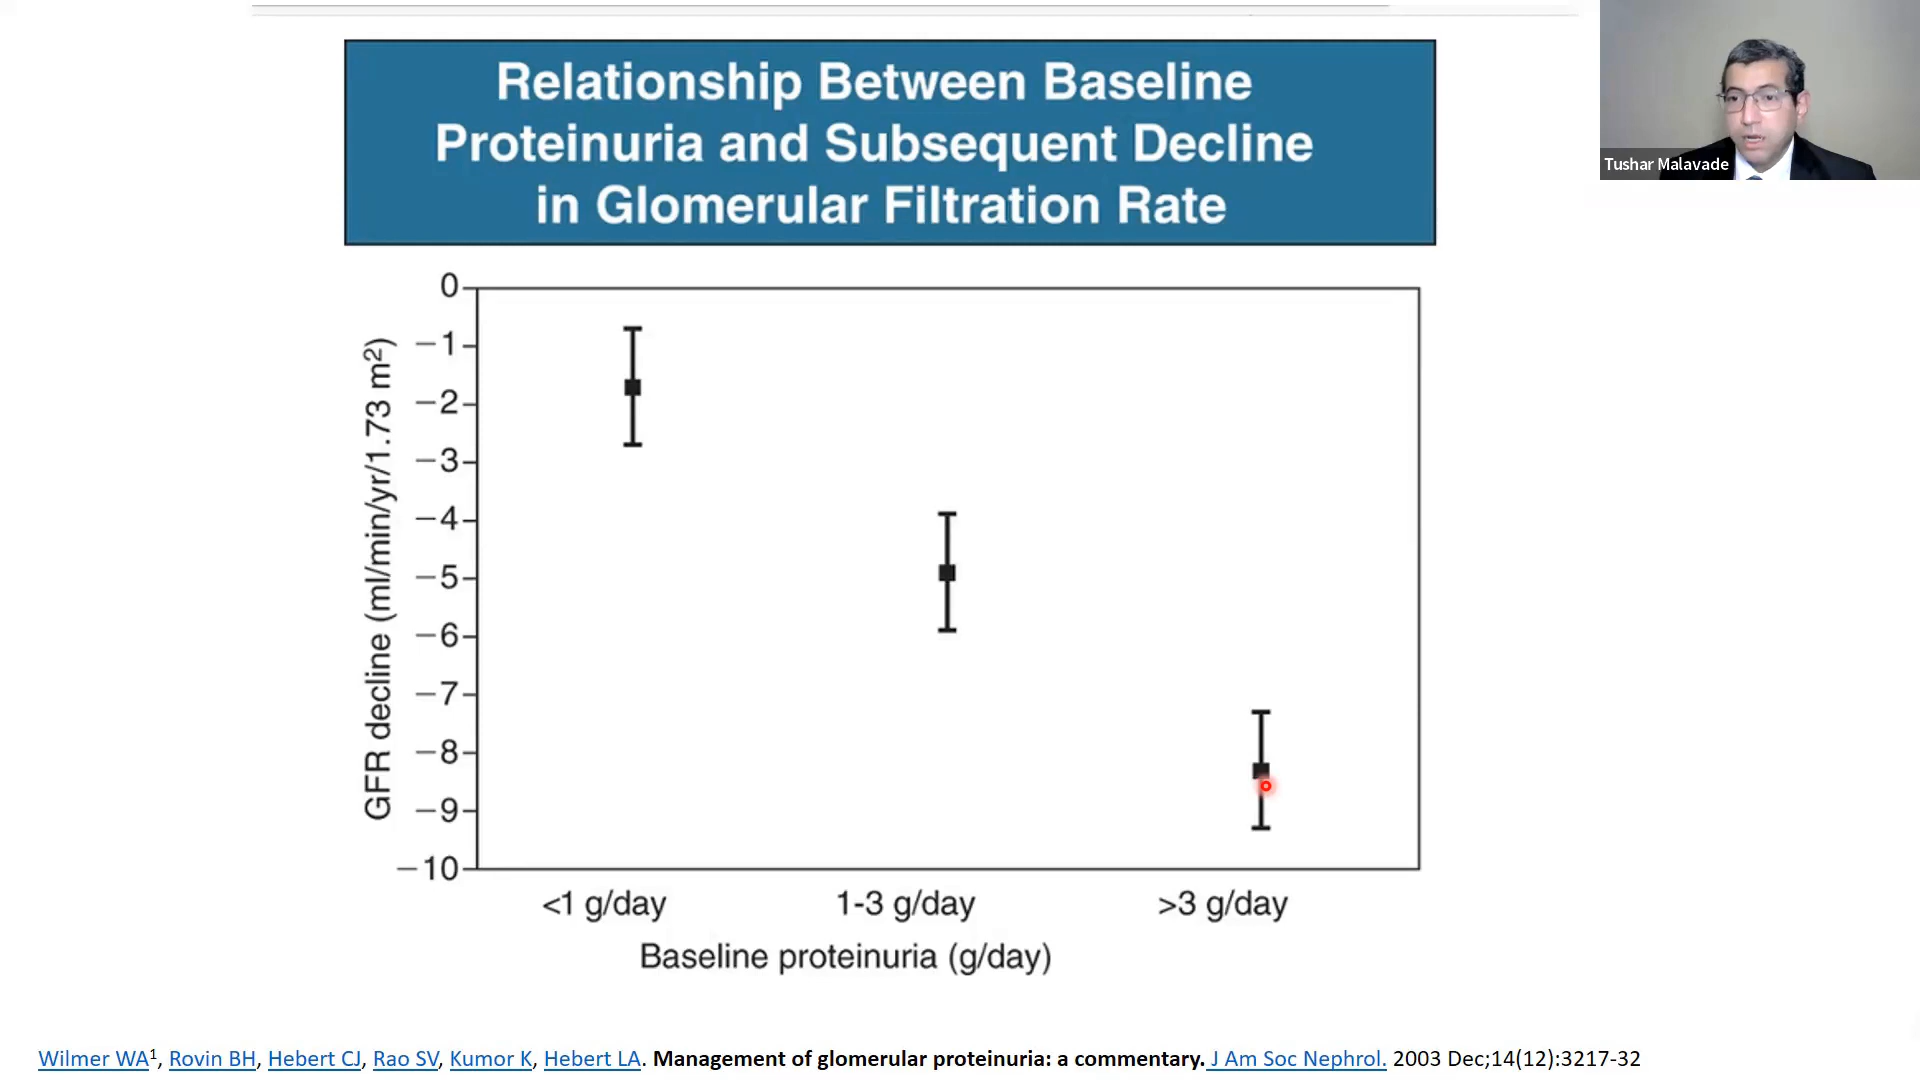 Relationship Between Baseline
Proteinuria and Subsequent Decline
in Glomerular Filtration Rate
Tushar Malavade
GFR decline (ml/min/yr/1.73 m²)
0
−1
−2
−3
−4
−5
−6
−7
−8
−9
−10
<1 g/day 1-3 g/day >3 g/day
Baseline proteinuria (g/day)
Wilmer WA¹, Rovin BH, Hebert CJ, Rao SV, Kumor K, Hebert LA. Management of glomerular proteinuria: a commentary. J Am Soc Nephrol. 2003 Dec;14(12):3217-32